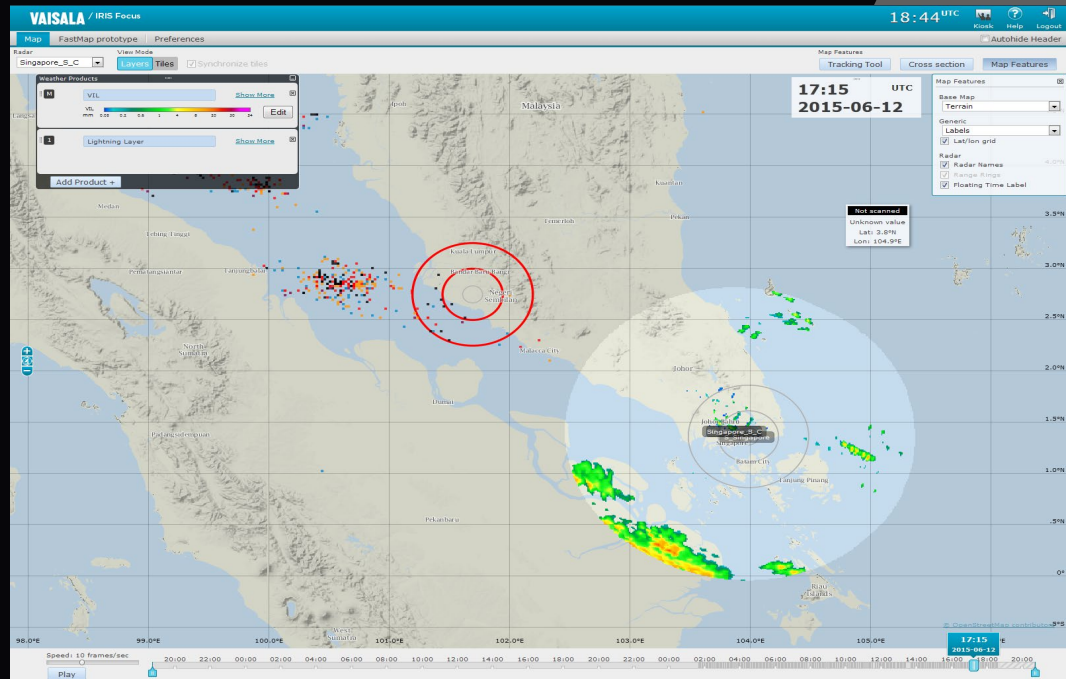 VAISALA / IRIS Focus
18:44 UTC
Kiosk Help Logout
Map FastMap prototype Preferences
Autohide Header
Radar View Mode
Singapore_S_C Layers Tiles Synchronize tiles
Map Features
Tracking Tool Cross section Map Features
Weather Products
M VIL Show More
VIL
mm
Edit
1 Lightning Layer Show More
Add Product +
17:15 UTC
2015-06-12
Map Features
Base Map
Terrain
Generic
Labels
Lat/lon grid
Radar
Radar Names
Range Rings
Floating Time Label
Not scanned
Unknown value
Lat: 3.8°N
Lon: 104.9°E
Ipoh
Malaysia
Kuantan
Medan
Temerloh
Pekan
3.5°N
Tebing Tinggi
Kuala Lumpur
3.0°N
Pematangsiantar
Bandar Baru Bangi
Negeri
Sembilan
2.5°N
North
Sumatra
Malacca City
2.0°N
Johor
Dumai
1.5°N
Padangsidempuan
Singapore_S_C
Singapore
Batam City
1.0°N
Tanjung Pinang
Pekanbaru
.5°N
0°
Riau
Islands
© OpenStreetMap contributors
West
Sumatra
98.0°E 99.0°E 100.0°E 101.0°E 102.0°E 103.0°E 104.0°E 105.0°E
17:15
2015-06-12
Speed: 10 frames/sec
20:00 22:00 00:00 02:00 04:00 06:00 08:00 10:00 12:00 14:00 16:00 18:00 20:00 22:00 00:00 02:00 04:00 06:00 08:00 10:00 12:00 14:00 16:00 18:00 20:00
Play